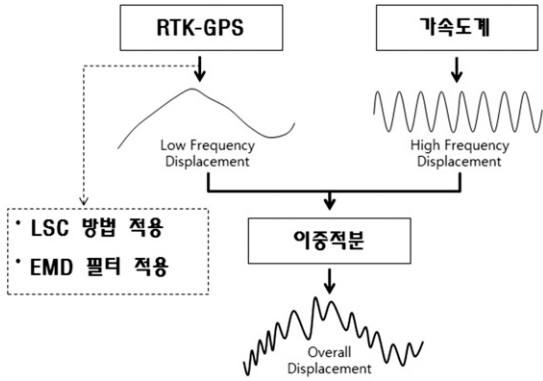 RTK-GPS
가속도계
Low Frequency
Displacement
High Frequency
Displacement
· LSC 방법 적용
· EMD 필터 적용
이중적분
Overall
Displacement